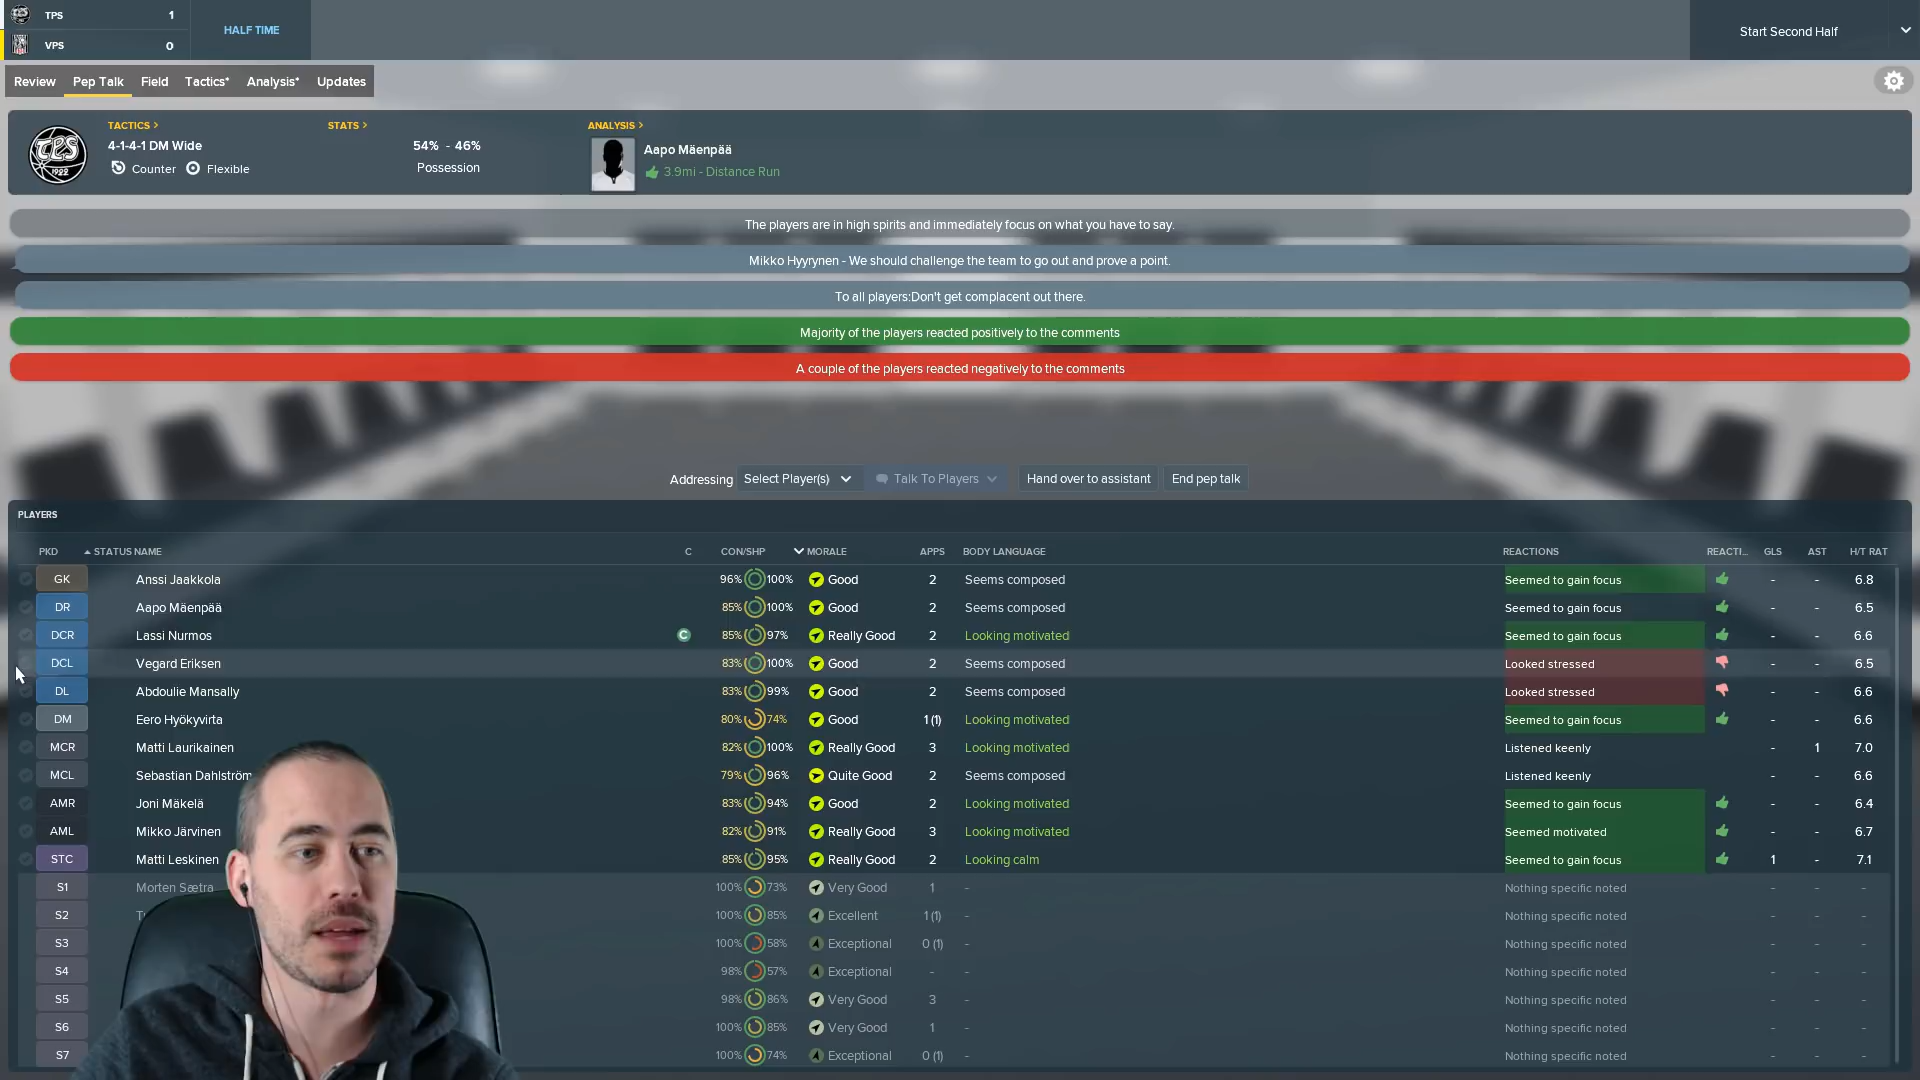 TPS 1
HALF TIME
VPS 0
Start Second Half
Review Pep Talk Field Tactics* Analysis* Updates
TPS 1922
TACTICS >
4-1-4-1 DM Wide
Counter Flexible
STATS >
54% - 46%
Possession
ANALYSIS >
Aapo Mäenpää
3.9mi - Distance Run
The players are in high spirits and immediately focus on what you have to say.
Mikko Hyyrynen - We should challenge the team to go out and prove a point.
To all players:Don't get complacent out there.
Majority of the players reacted positively to the comments
A couple of the players reacted negatively to the comments
Addressing Select Player(s) Talk To Players Hand over to assistant End pep talk
PLAYERS
PKD STATUS NAME C CON/SHP MORALE APPS BODY LANGUAGE REACTIONS REACTI... GLS AST H/T RAT
GK Anssi Jaakkola 96% 100% Good 2 Seems composed Seemed to gain focus - - 6.8
DR Aapo Mäenpää 85% 100% Good 2 Seems composed Seemed to gain focus - - 6.5
DCR Lassi Nurmos C 85% 97% Really Good 2 Looking motivated Seemed to gain focus - - 6.6
DCL Vegard Eriksen 83% 100% Good 2 Seems composed Looked stressed - - 6.5
DL Abdoulie Mansally 83% 99% Good 2 Seems composed Looked stressed - - 6.6
DM Eero Hyökyvirta 80% 74% Good 1 (1) Looking motivated Seemed to gain focus - - 6.6
MCR Matti Laurikainen 82% 100% Really Good 3 Looking motivated Listened keenly - 1 7.0
MCL Sebastian Dahlström 79% 96% Quite Good 2 Seems composed Listened keenly - - 6.6
AMR Joni Mäkelä 83% 94% Good 2 Looking motivated Seemed to gain focus - - 6.4
AML Mikko Järvinen 82% 91% Really Good 3 Looking motivated Seemed motivated - - 6.7
STC Matti Leskinen 85% 95% Really Good 2 Looking calm Seemed to gain focus 1 - 7.1
S1 Morten Sætra 100% 73% Very Good 1 - Nothing specific noted - - -
S2 100% 85% Excellent 1 (1) - Nothing specific noted - - -
S3 100% 58% Exceptional 0 (1) - Nothing specific noted - - -
S4 98% 57% Exceptional - - Nothing specific noted - - -
S5 98% 86% Very Good 3 - Nothing specific noted - - -
S6 100% 85% Very Good 1 - Nothing specific noted - - -
S7 100% 74% Exceptional 0 (1) - Nothing specific noted - - -